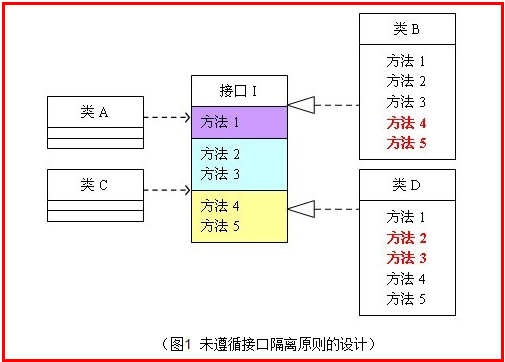 类 A
类 C
接口 I
方法 1
方法 2
方法 3
方法 4
方法 5
类 B
方法 1
方法 2
方法 3
方法 4
方法 5
类 D
方法 1
方法 2
方法 3
方法 4
方法 5
（图1 未遵循接口隔离原则的设计）